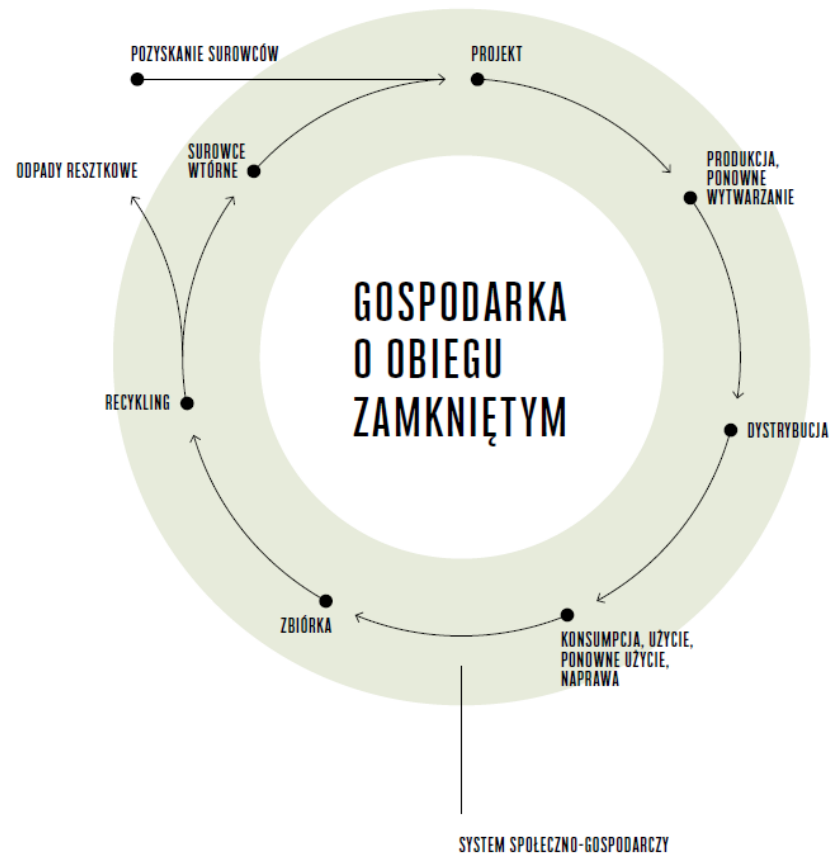 POZYSKANIE SUROWCÓW
PROJEKT
SUROWCE
WTÓRNE
ODPADY RESZTKOWE
PRODUKCJA,
PONOWNE
WYTWARZANIE
GOSPODARKA
O OBIEGU
ZAMKNIĘTYM
RECYKLING
DYSTRYBUCJA
ZBIÓRKA
KONSUMPCJA, UŻYCIE,
PONOWNE UŻYCIE,
NAPRAWA
SYSTEM SPOŁECZNO-GOSPODARCZY